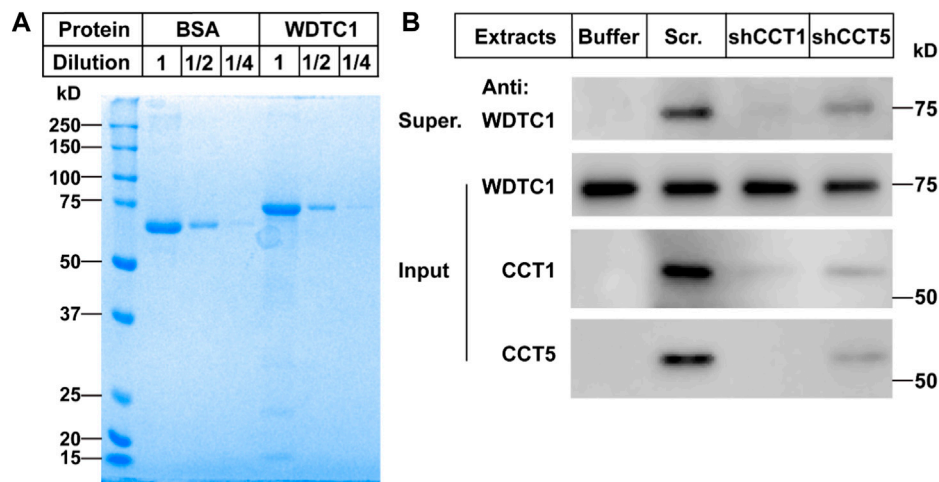 A
Protein BSA WDTC1
Dilution 1 1/2 1/4 1 1/2 1/4
kD
250
150
100
75
50
37
25
20
15
B
Extracts Buffer Scr. shCCT1 shCCT5
kD
Anti:
Super. WDTC1 75
WDTC1 75
Input CCT1
50
CCT5
50